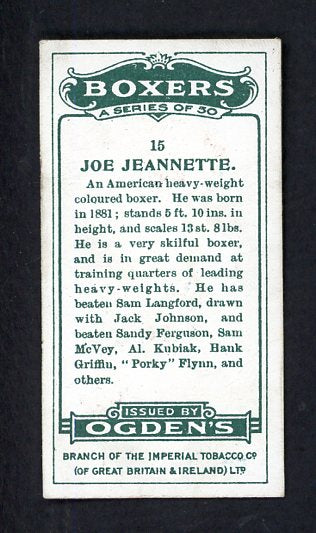 BOXERS
A SERIES OF 50
15
JOE JEANNETTE.
An American heavy-weight
coloured boxer. He was born
in 1881; stands 5 ft. 10 ins. in
height, and scales 13 st. 8 lbs.
He is a very skilful boxer,
and is in great demand at
training quarters of leading
heavy-weights. He has
beaten Sam Langford, drawn
with Jack Johnson, and
beaten Sandy Ferguson, Sam
McVey, Al. Kubiak, Hank
Griffin, "Porky" Flynn, and
others.
ISSUED BY
OGDEN'S
BRANCH OF THE IMPERIAL TOBACCO Co
(OF GREAT BRITAIN & IRELAND) LTD